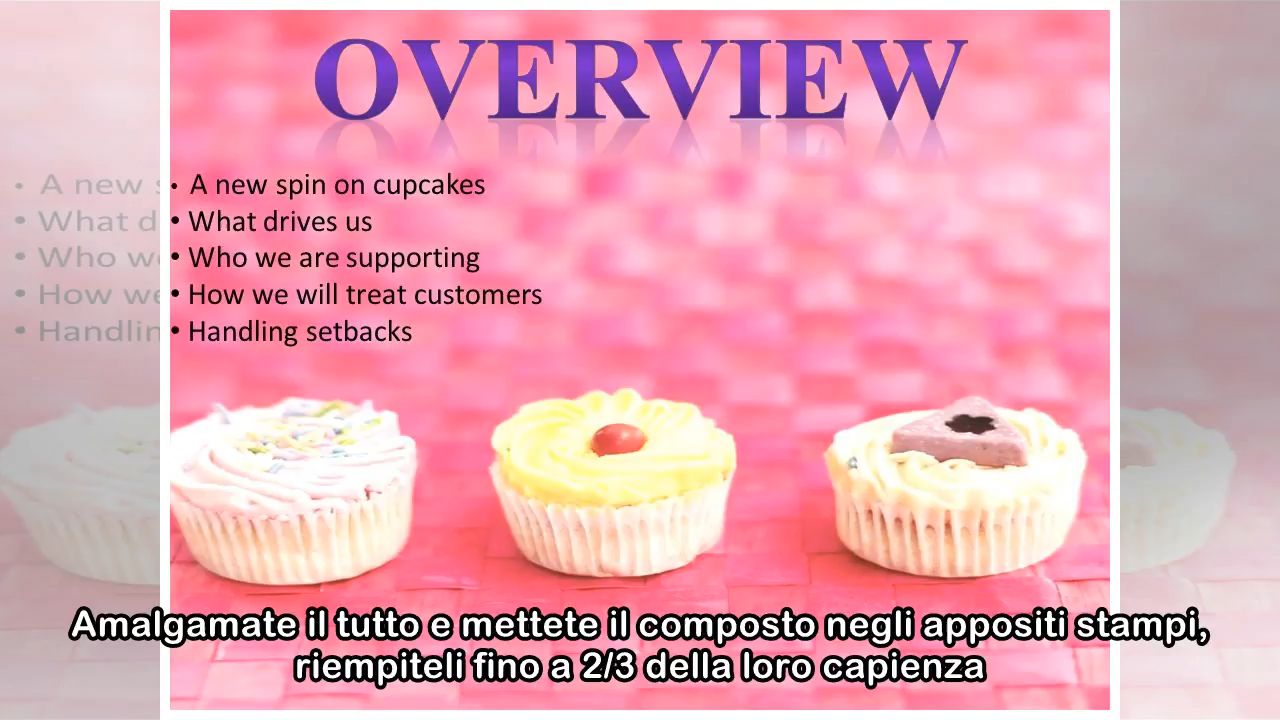 OVERVIEW
• A new spin on cupcakes
• What drives us
• Who we are supporting
• How we will treat customers
• Handling setbacks
Amalgamate il tutto e mettete il composto negli appositi stampi,
riempiteli fino a 2/3 della loro capienza